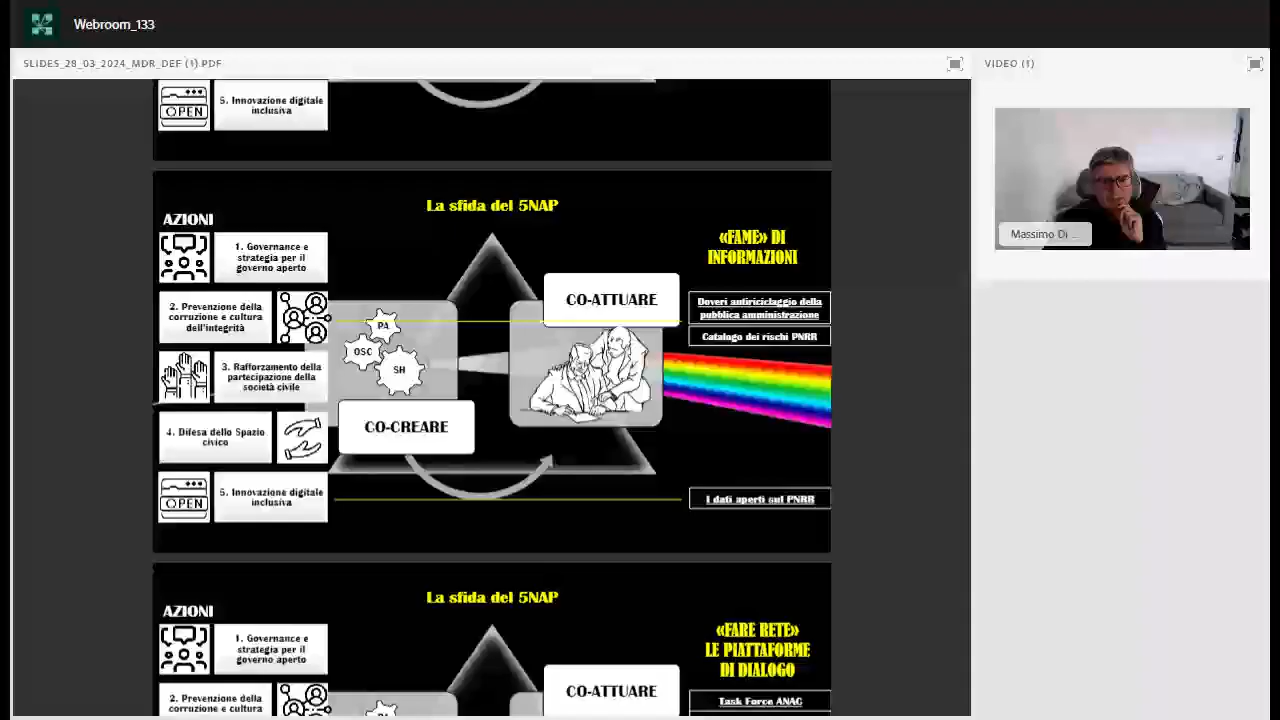 Webroom_133
SLIDES_28_03_2024_MDR_DEF (1).PDF
VIDEO (1)
Massimo Di ...
OPEN
5. Innovazione digitale
inclusiva
La sfida del 5NAP
AZIONI
1. Governance e
strategia per il
governo aperto
2. Prevenzione della
corruzione e cultura
dell'integrità
3. Rafforzamento della
partecipazione della
società civile
4. Difesa dello Spazio
civico
OPEN
5. Innovazione digitale
inclusiva
PA
OSC
SH
CO-CREARE
CO-ATTUARE
«FAME» DI
INFORMAZIONI
Doveri antiriciclaggio della
pubblica amministrazione
Catalogo dei rischi PNRR
I dati aperti sul PNRR
La sfida del 5NAP
AZIONI
1. Governance e
strategia per il
governo aperto
2. Prevenzione della
corruzione e cultura
PA
CO-ATTUARE
«FARE RETE»
LE PIATTAFORME
DI DIALOGO
Task Force ANAC